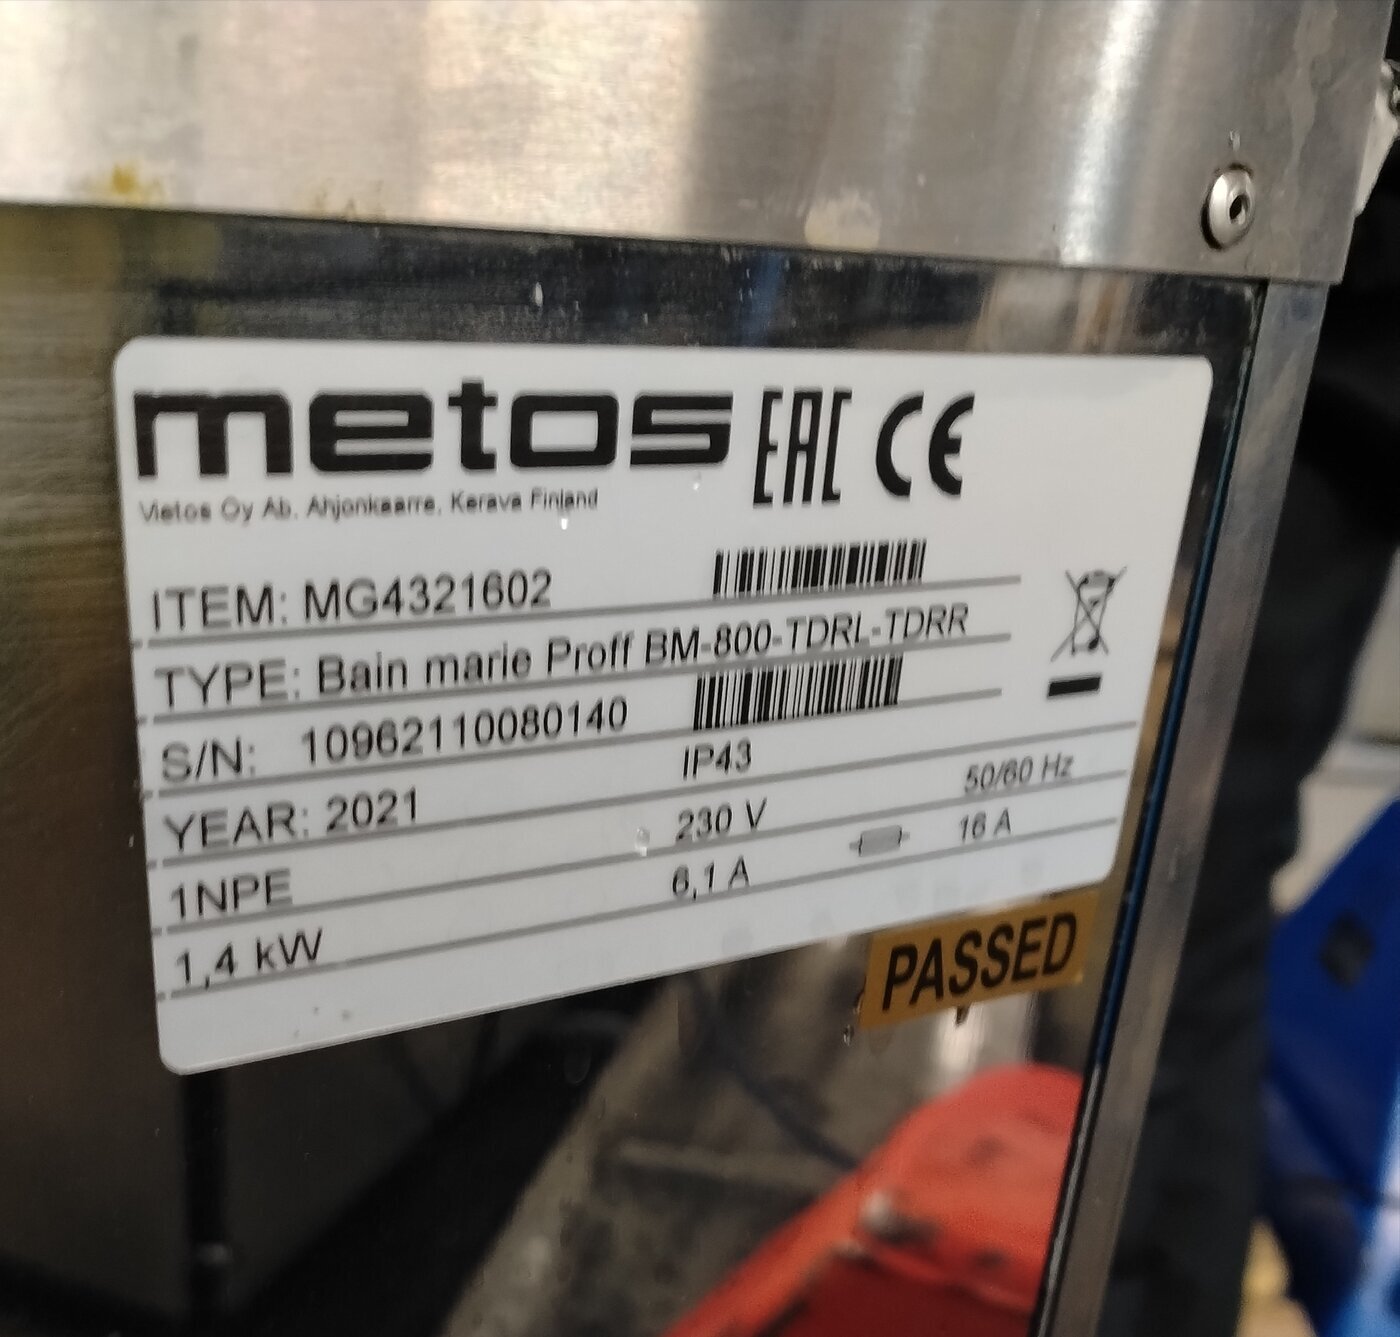 metos EAC CE
Metos Oy Ab, Ahjonkaarre, Kerava Finland
ITEM: MG4321602
TYPE: Bain marie Proff BM-800-TDRL-TDRR
S/N: 10962110080140
YEAR: 2021 IP43
1NPE 230 V 50/60 Hz
1,4 kW 6,1 A 16 A
PASSED